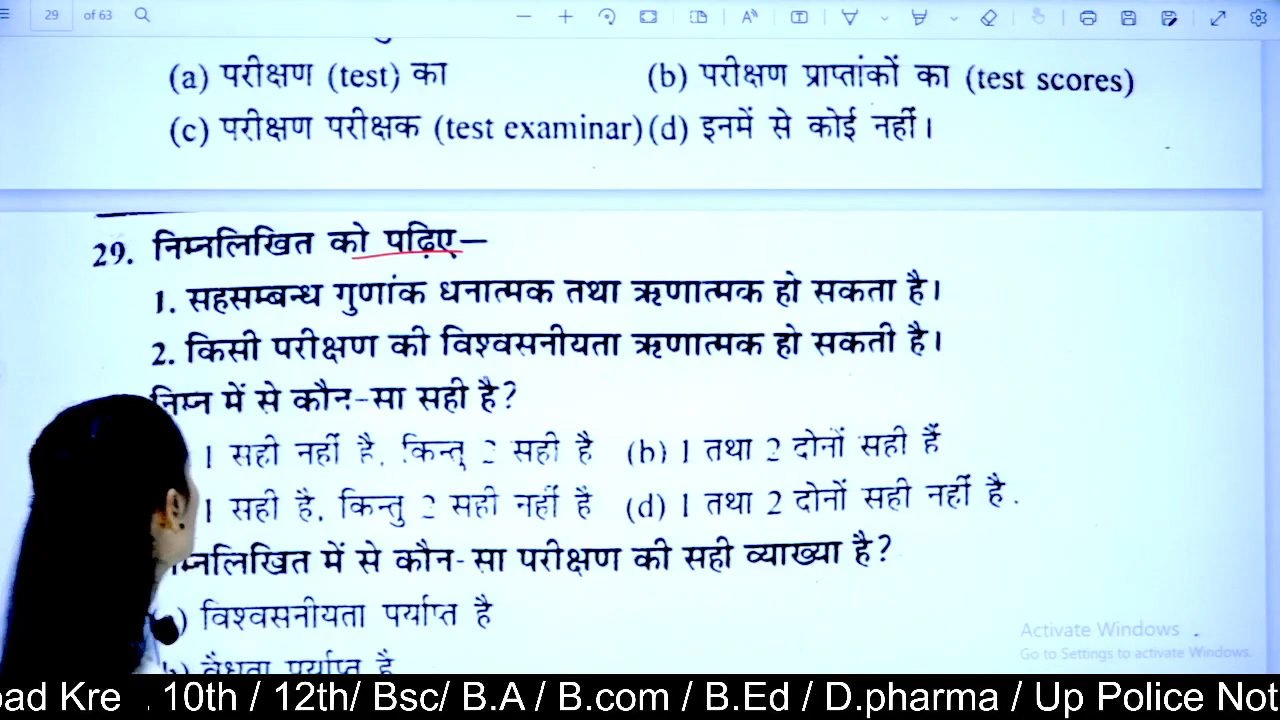 29 of 63
(a) परीक्षण (test) का (b) परीक्षण प्राप्तांकों का (test scores)
(c) परीक्षण परीक्षक (test examinar) (d) इनमें से कोई नहीं।
29. निम्नलिखित को पढ़िए—
1. सहसम्बन्ध गुणांक धनात्मक तथा ऋणात्मक हो सकता है।
2. किसी परीक्षण की विश्वसनीयता ऋणात्मक हो सकती है।
निम्न में से कौन-सा सही है?
1 सही नहीं है, किन्तु 2 सही है (b) 1 तथा 2 दोनों सही हैं
1 सही है, किन्तु 2 सही नहीं है (d) 1 तथा 2 दोनों सही नहीं है.
म्नलिखित में से कौन-सा परीक्षण की सही व्याख्या है?
) विश्वसनीयता पर्याप्त है
b) वैधता पर्याप्त है
Activate Windows
Go to Settings to activate Windows.
oad Kre . 10th / 12th/ Bsc/ B.A / B.com / B.Ed / D.pharma / Up Police Not